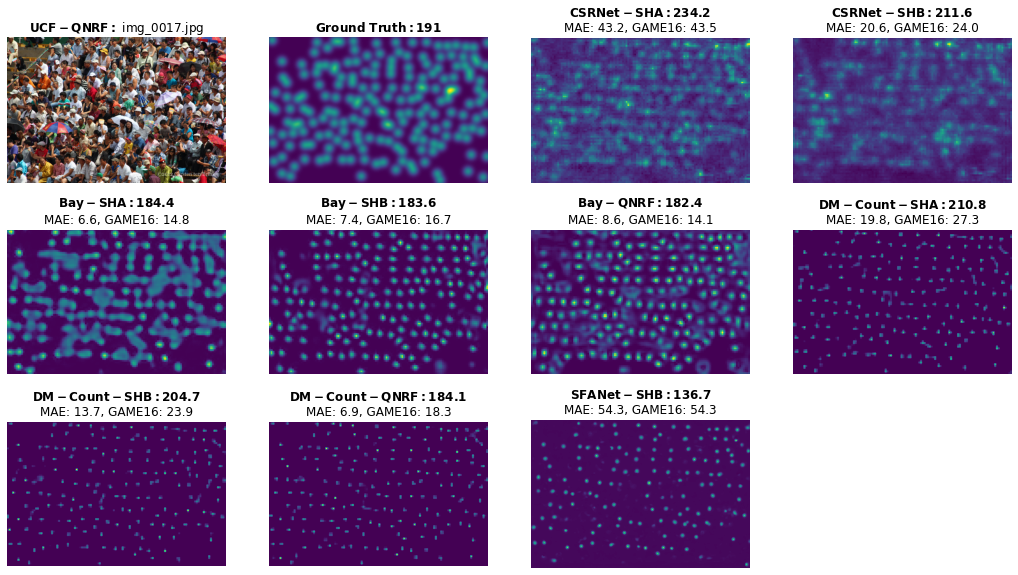 UCF − QNRF : img_0017.jpg
Ground Truth : 191
CSRNet − SHA : 234.2
MAE: 43.2, GAME16: 43.5
CSRNet − SHB : 211.6
MAE: 20.6, GAME16: 24.0
Bay − SHA : 184.4
MAE: 6.6, GAME16: 14.8
Bay − SHB : 183.6
MAE: 7.4, GAME16: 16.7
Bay − QNRF : 182.4
MAE: 8.6, GAME16: 14.1
DM − Count − SHA : 210.8
MAE: 19.8, GAME16: 27.3
DM − Count − SHB : 204.7
MAE: 13.7, GAME16: 23.9
DM − Count − QNRF : 184.1
MAE: 6.9, GAME16: 18.3
SFANet − SHB : 136.7
MAE: 54.3, GAME16: 54.3